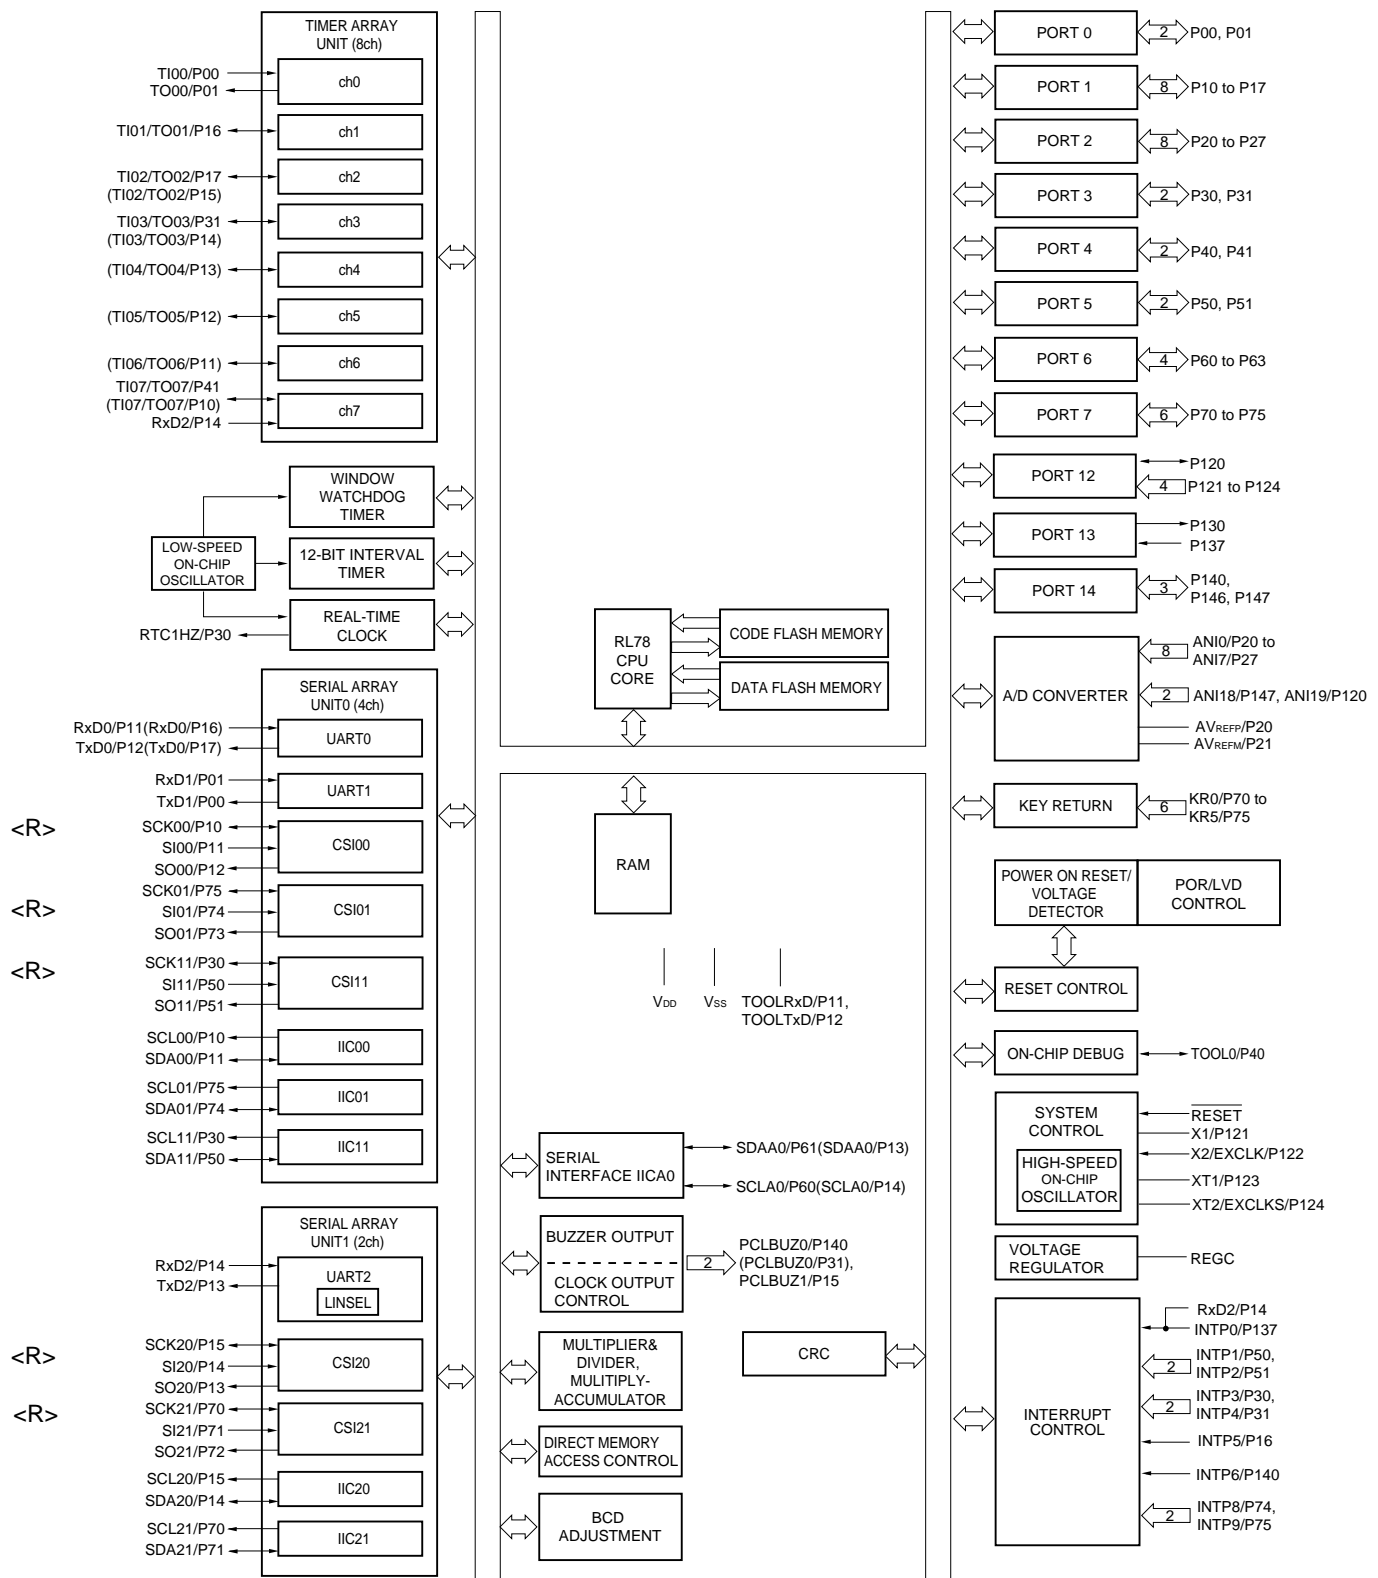 TIMER ARRAY
UNIT (8ch)
TI00/P00
TO00/P01
ch0
TI01/TO01/P16
ch1
TI02/TO02/P17
(TI02/TO02/P15)
ch2
TI03/TO03/P31
(TI03/TO03/P14)
ch3
(TI04/TO04/P13)
ch4
(TI05/TO05/P12)
ch5
(TI06/TO06/P11)
ch6
TI07/TO07/P41
(TI07/TO07/P10)
RxD2/P14
ch7
WINDOW
WATCHDOG
TIMER
LOW-SPEED
ON-CHIP
OSCILLATOR
12-BIT INTERVAL
TIMER
REAL-TIME
CLOCK
RTC1HZ/P30
SERIAL ARRAY
UNIT0 (4ch)
RxD0/P11(RxD0/P16)
TxD0/P12(TxD0/P17)
UART0
RxD1/P01
TxD1/P00
UART1
<R>
SCK00/P10
SI00/P11
SO00/P12
CSI00
<R>
SCK01/P75
SI01/P74
SO01/P73
CSI01
<R>
SCK11/P30
SI11/P50
SO11/P51
CSI11
SCL00/P10
SDA00/P11
IIC00
SCL01/P75
SDA01/P74
IIC01
SCL11/P30
SDA11/P50
IIC11
SERIAL ARRAY
UNIT1 (2ch)
RxD2/P14
TxD2/P13
UART2
LINSEL
<R>
SCK20/P15
SI20/P14
SO20/P13
CSI20
<R>
SCK21/P70
SI21/P71
SO21/P72
CSI21
SCL20/P15
SDA20/P14
IIC20
SCL21/P70
SDA21/P71
IIC21
RL78
CPU
CORE
CODE FLASH MEMORY
DATA FLASH MEMORY
RAM
VDD
VSS
TOOLRxD/P11,
TOOLTxD/P12
SERIAL
INTERFACE IICA0
SDAA0/P61(SDAA0/P13)
SCLA0/P60(SCLA0/P14)
BUZZER OUTPUT
CLOCK OUTPUT
CONTROL
2
PCLBUZ0/P140
(PCLBUZ0/P31),
PCLBUZ1/P15
MULTIPLIER&
DIVIDER,
MULITIPLY-
ACCUMULATOR
CRC
DIRECT MEMORY
ACCESS CONTROL
BCD
ADJUSTMENT
PORT 0
2
P00, P01
PORT 1
8
P10 to P17
PORT 2
8
P20 to P27
PORT 3
2
P30, P31
PORT 4
2
P40, P41
PORT 5
2
P50, P51
PORT 6
4
P60 to P63
PORT 7
6
P70 to P75
PORT 12
P120
4
P121 to P124
PORT 13
P130
P137
PORT 14
3
P140,
P146, P147
A/D CONVERTER
8
ANI0/P20 to
ANI7/P27
2
ANI18/P147, ANI19/P120
AVREFP/P20
AVREFM/P21
KEY RETURN
6
KR0/P70 to
KR5/P75
POWER ON RESET/
VOLTAGE
DETECTOR
POR/LVD
CONTROL
RESET CONTROL
ON-CHIP DEBUG
TOOL0/P40
SYSTEM
CONTROL
HIGH-SPEED
ON-CHIP
OSCILLATOR
RESET
X1/P121
X2/EXCLK/P122
XT1/P123
XT2/EXCLKS/P124
VOLTAGE
REGULATOR
REGC
INTERRUPT
CONTROL
RxD2/P14
INTP0/P137
2
INTP1/P50,
INTP2/P51
2
INTP3/P30,
INTP4/P31
INTP5/P16
INTP6/P140
2
INTP8/P74,
INTP9/P75